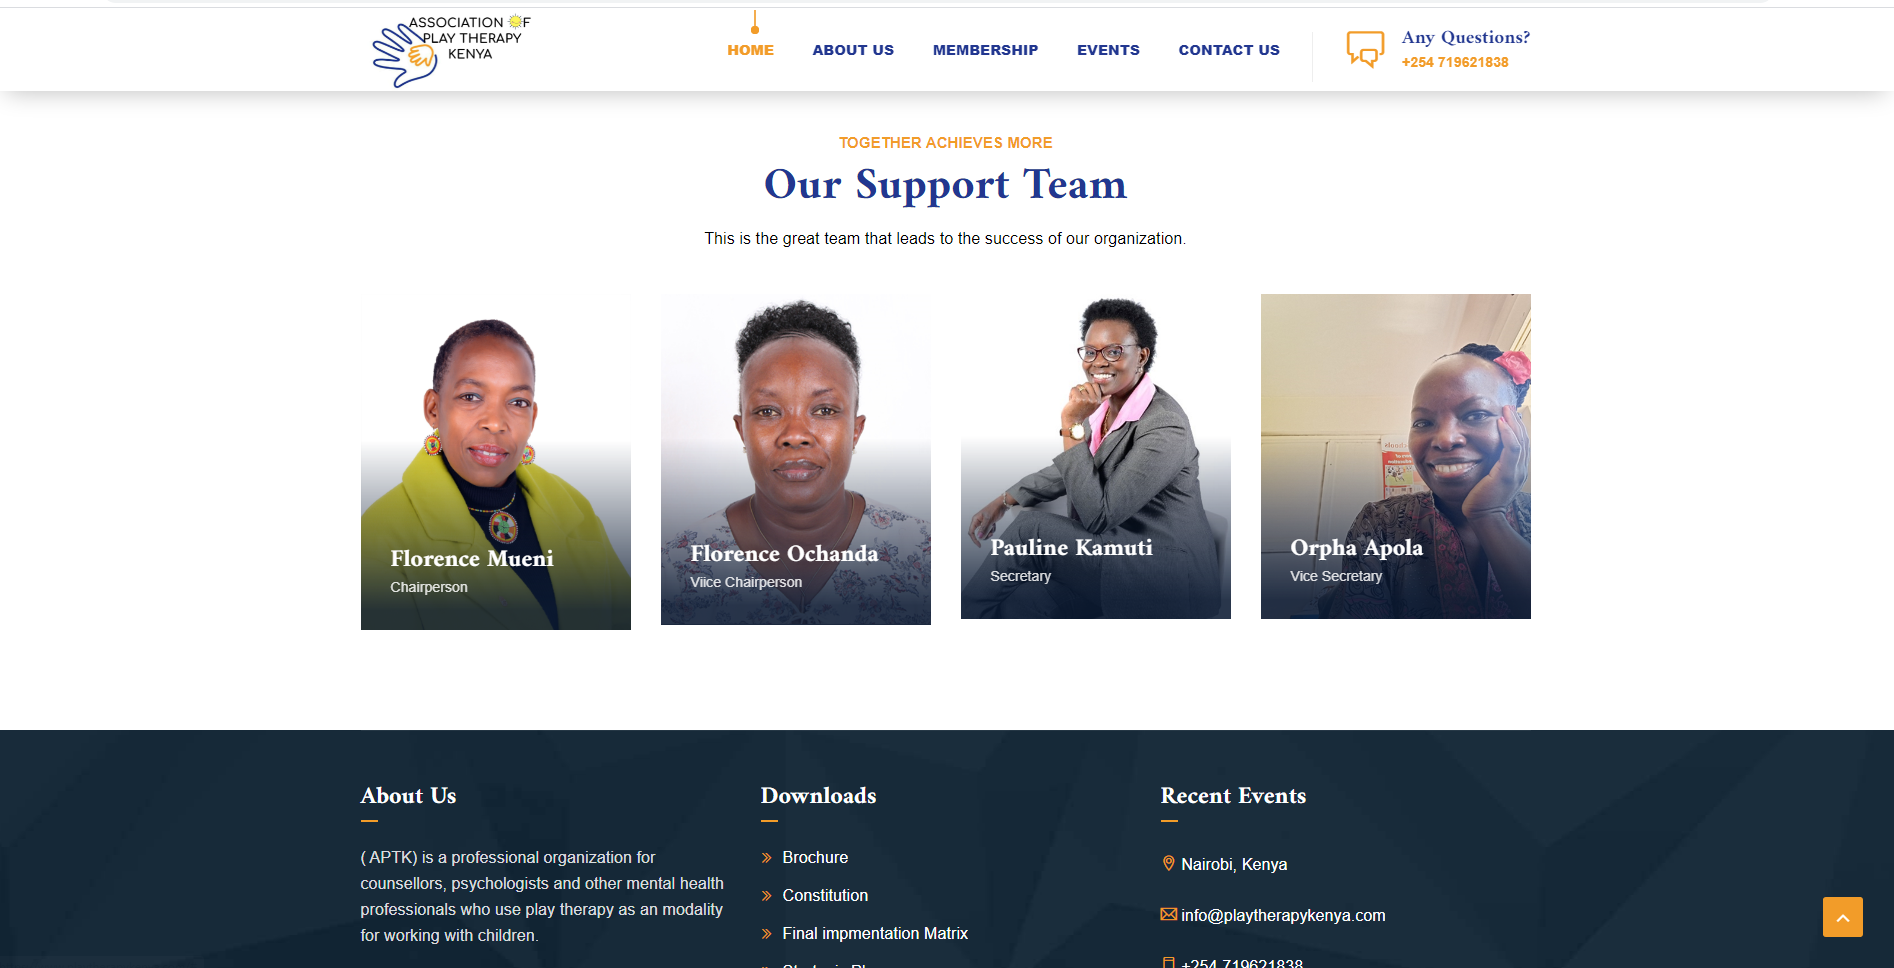 ASSOCIATION OF
PLAY THERAPY
KENYA
HOME
ABOUT US
MEMBERSHIP
EVENTS
CONTACT US
Any Questions?
+254 719621838
TOGETHER ACHIEVES MORE
Our Support Team
This is the great team that leads to the success of our organization.
Florence Mueni
Chairperson
Florence Ochanda
Viice Chairperson
Pauline Kamuti
Secretary
Orpha Apola
Vice Secretary
About Us
( APTK) is a professional organization for
counsellors, psychologists and other mental health
professionals who use play therapy as an modality
for working with children.
Downloads
Brochure
Constitution
Final impmentation Matrix
Recent Events
Nairobi, Kenya
info@playtherapykenya.com
+254 719621838